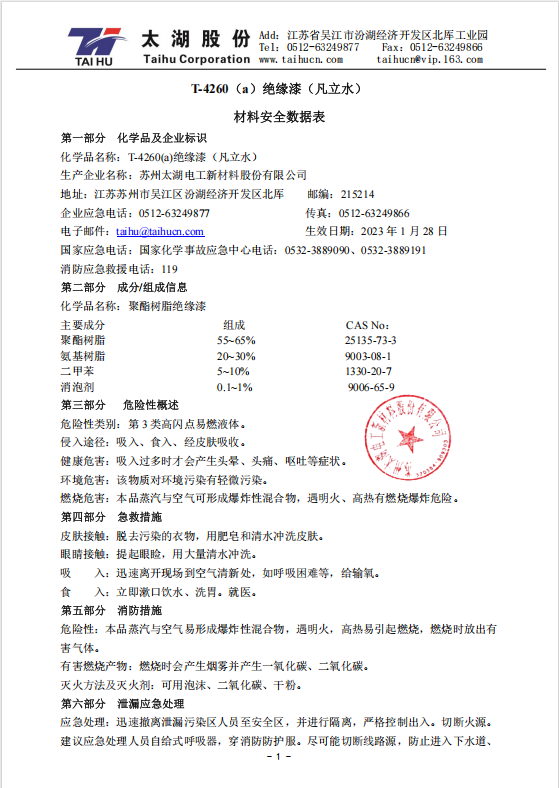 TAI HU
太湖股份
Taihu Corporation
Add: 江苏省吴江市汾湖经济开发区北厍工业园
Tel: 0512-63249877 Fax: 0512-63249866
www.taihucn.com taihucn@vip.163.com
T-4260（a）绝缘漆（凡立水）
材料安全数据表
第一部分 化学品及企业标识
化学品名称：T-4260(a)绝缘漆（凡立水）
生产企业名称：苏州太湖电工新材料股份有限公司
地址：江苏苏州市吴江区汾湖经济开发区北厍 邮编：215214
企业应急电话：0512-63249877 传真：0512-63249866
电子邮件：taihu@taihucn.com 生效日期：2023 年 1 月 28 日
国家应急电话：国家化学事故应急中心电话：0532-3889090、0532-3889191
消防应急救援电话：119
第二部分 成分/组成信息
化学品名称：聚酯树脂绝缘漆
主要成分 组成 CAS No：
聚酯树脂 55~65% 25135-73-3
氨基树脂 20~30% 9003-08-1
二甲苯 5~10% 1330-20-7
消泡剂 0.1~1% 9006-65-9
第三部分 危险性概述
危险性类别：第 3 类高闪点易燃液体。
侵入途径：吸入、食入、经皮肤吸收。
健康危害：吸入过多时才会产生头晕、头痛、呕吐等症状。
环境危害：该物质对环境污染有轻微污染。
燃烧危害：本品蒸汽与空气可形成爆炸性混合物，遇明火、高热有燃烧爆炸危险。
苏州太湖电工新材料股份有限公司
第四部分 急救措施
皮肤接触：脱去污染的衣物，用肥皂和清水冲洗皮肤。
眼睛接触：提起眼睑，用大量清水冲洗。
吸 入：迅速离开现场到空气清新处，如呼吸困难等，给输氧。
食 入：立即漱口饮水、洗胃。就医。
第五部分 消防措施
危险性：本品蒸汽与空气易形成爆炸性混合物，遇明火，高热易引起燃烧，燃烧时放出有
害气体。
有害燃烧产物：燃烧时会产生烟雾并产生一氧化碳、二氧化碳。
灭火方法及灭火剂：可用泡沫、二氧化碳、干粉。
第六部分 泄漏应急处理
应急处理：迅速撤离泄漏污染区人员至安全区，并进行隔离，严格控制出入。切断火源。
建议应急处理人员自给式呼吸器，穿消防防护服。尽可能切断线路源，防止进入下水道、
- 1 -